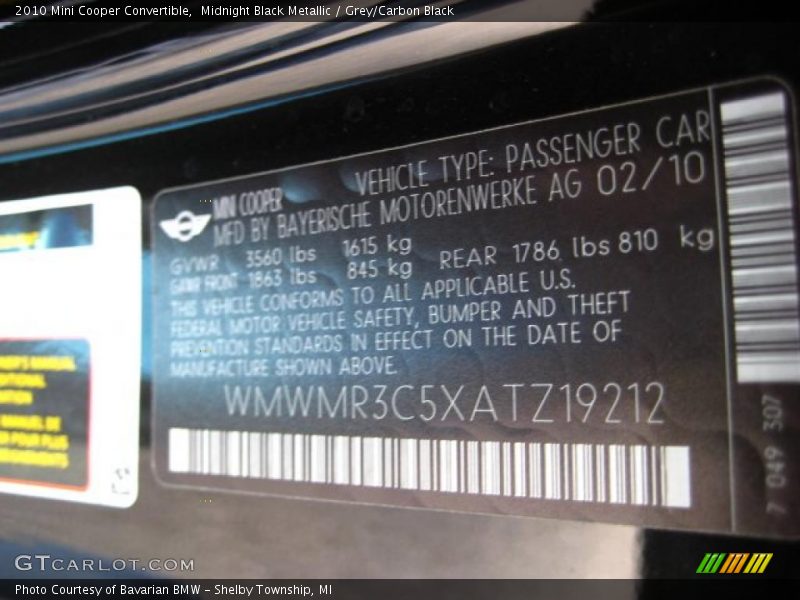 2010 Mini Cooper Convertible,  Midnight Black Metallic / Grey/Carbon Black
MINI COOPER
VEHICLE TYPE: PASSENGER CAR
MFD BY BAYERISCHE MOTORENWERKE AG 02/10
GVWR 3560 lbs 1615 kg
GAWR FRONT 1863 lbs 845 kg REAR 1786 lbs 810 kg
THIS VEHICLE CONFORMS TO ALL APPLICABLE U.S.
FEDERAL MOTOR VEHICLE SAFETY, BUMPER AND THEFT
PREVENTION STANDARDS IN EFFECT ON THE DATE OF
MANUFACTURE SHOWN ABOVE.
WMWMR3C5XATZ19212
7 049 307
MANUEL DE
POUR PLUS
GTCARLOT.COM
Photo Courtesy of Bavarian BMW – Shelby Township, MI